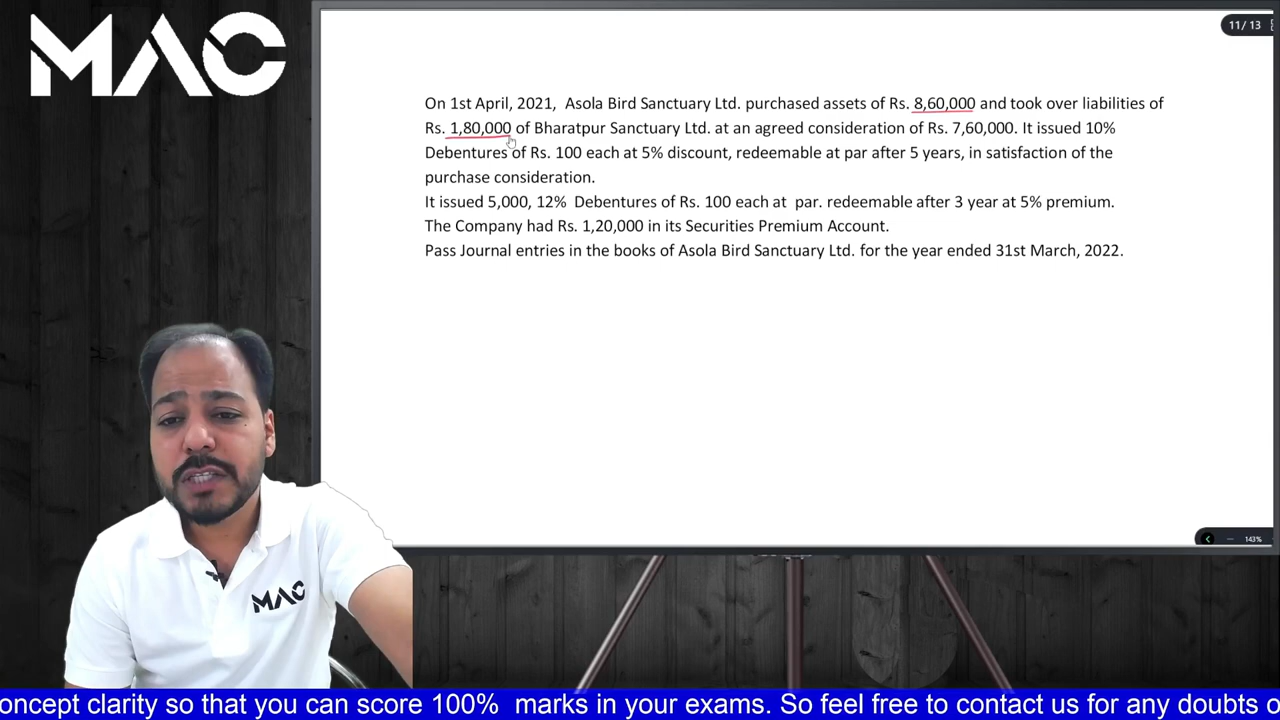 MAC
11/ 13
On 1st April, 2021, Asola Bird Sanctuary Ltd. purchased assets of Rs. 8,60,000 and took over liabilities of
Rs. 1,80,000 of Bharatpur Sanctuary Ltd. at an agreed consideration of Rs. 7,60,000. It issued 10%
Debentures of Rs. 100 each at 5% discount, redeemable at par after 5 years, in satisfaction of the
purchase consideration.
It issued 5,000, 12% Debentures of Rs. 100 each at par. redeemable after 3 year at 5% premium.
The Company had Rs. 1,20,000 in its Securities Premium Account.
Pass Journal entries in the books of Asola Bird Sanctuary Ltd. for the year ended 31st March, 2022.
143%
MAC
oncept clarity so that you can score 100% marks in your exams. So feel free to contact us for any doubts o